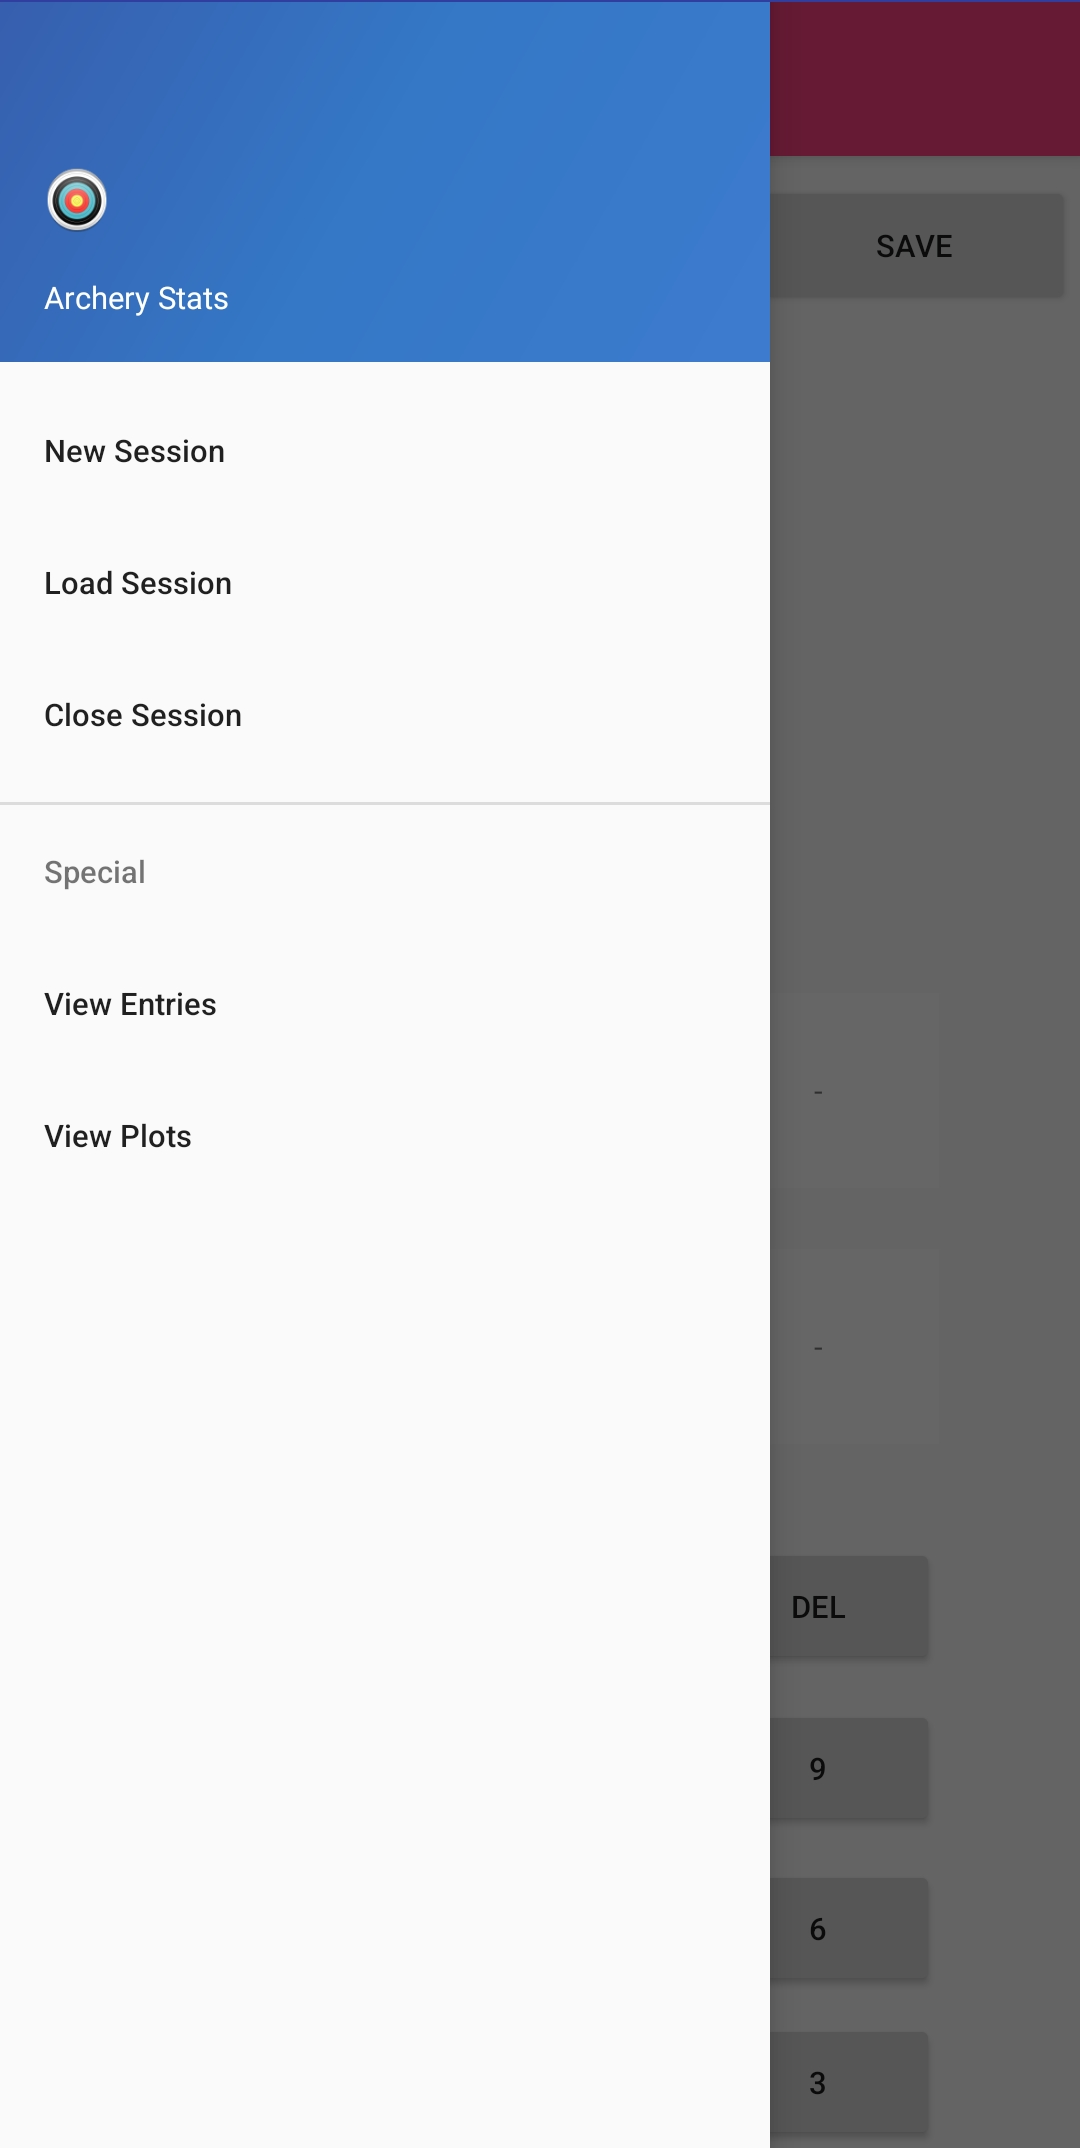 SAVE
Archery Stats
New Session
Load Session
Close Session
Special
View Entries
-
View Plots
-
DEL
9
6
3